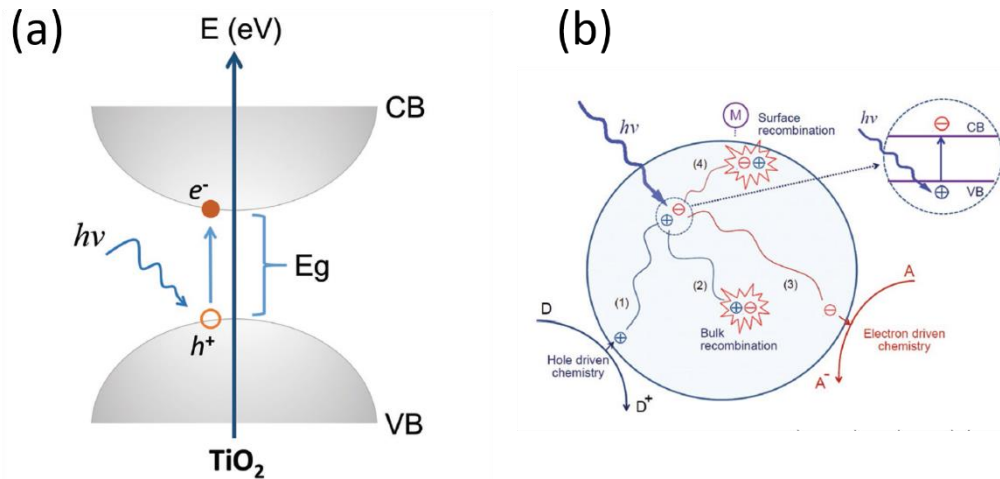 (a)
E (eV)
CB
e-
hν
Eg
h+
VB
TiO2
(b)
M
Surface
recombination
hν
(4)
hν
CB
VB
(1)
(2)
(3)
D
A
Bulk
recombination
Hole driven
chemistry
Electron driven
chemistry
D+
A-